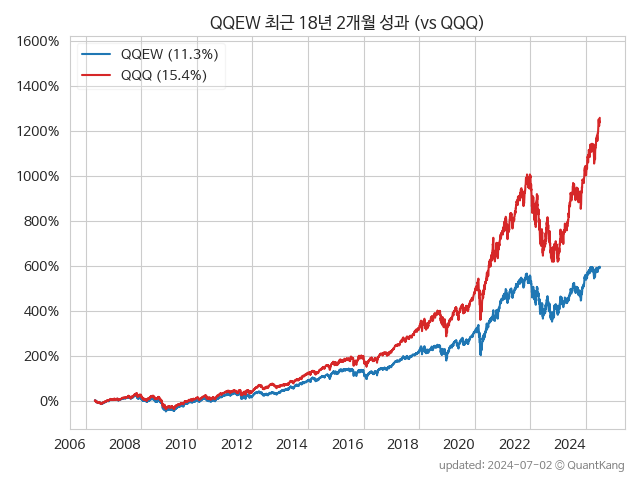 QQEW 최근 18년 2개월 성과 (vs QQQ)
1600%
QQEW (11.3%)
QQQ (15.4%)
1400%
1200%
1000%
800%
600%
400%
200%
0%
2006 2008 2010 2012 2014 2016 2018 2020 2022 2024
updated: 2024-07-02 © QuantKang